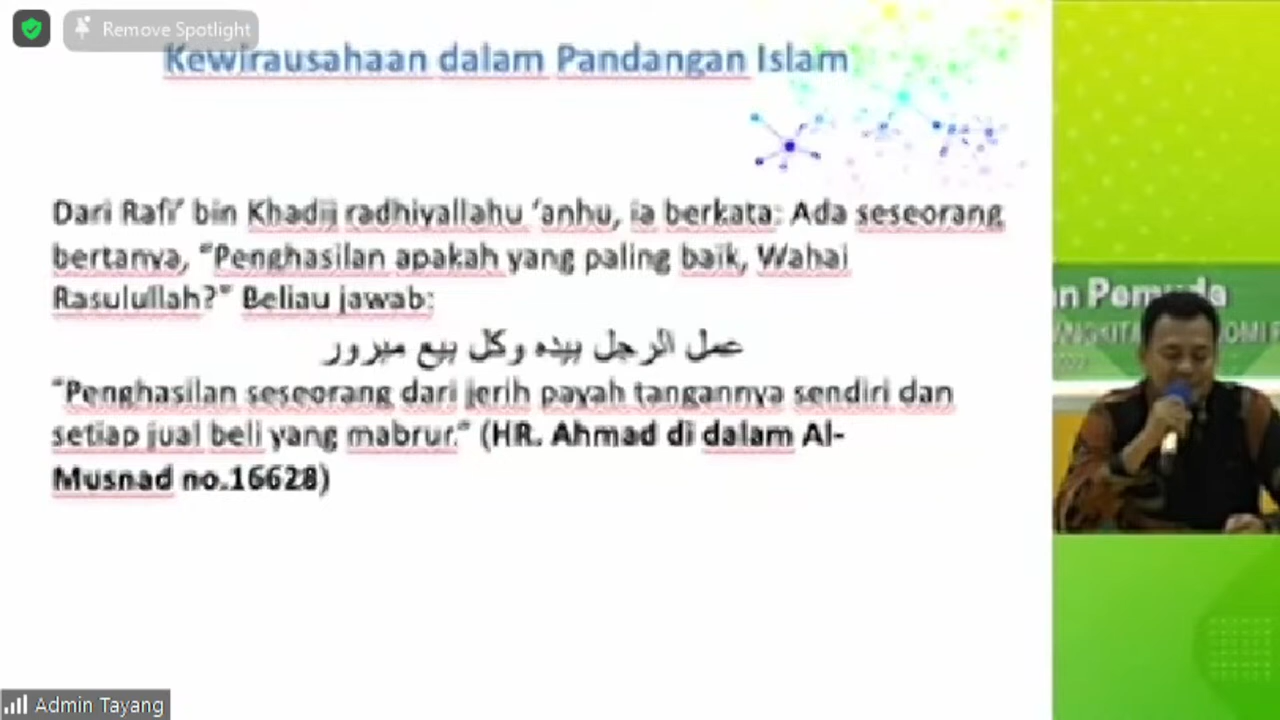 Remove Spotlight
Kewirausahaan dalam Pandangan Islam
Dari Rafi’ bin Khadij radhiyallahu ‘anhu, ia berkata: Ada seseorang
bertanya, “Penghasilan apakah yang paling baik, Wahai
Rasulullah?” Beliau jawab:
عمل الرجل بيده وكل بيع مبرور
“Penghasilan seseorang dari jerih payah tangannya sendiri dan
setiap jual beli yang mabrur.” (HR. Ahmad di dalam Al-
Musnad no.16628)
an Pemuda
Admin Tayang